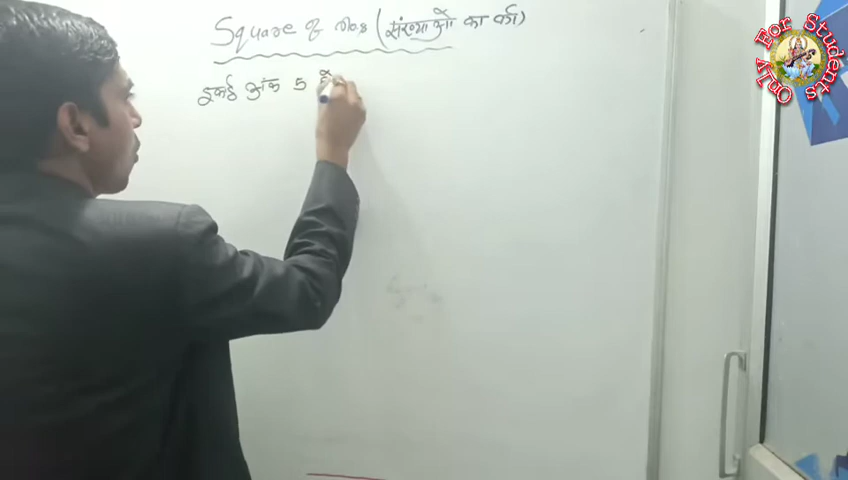 Square of Nos (संख्याओं का वर्ग)
इकाई अंक 5
Only For Students